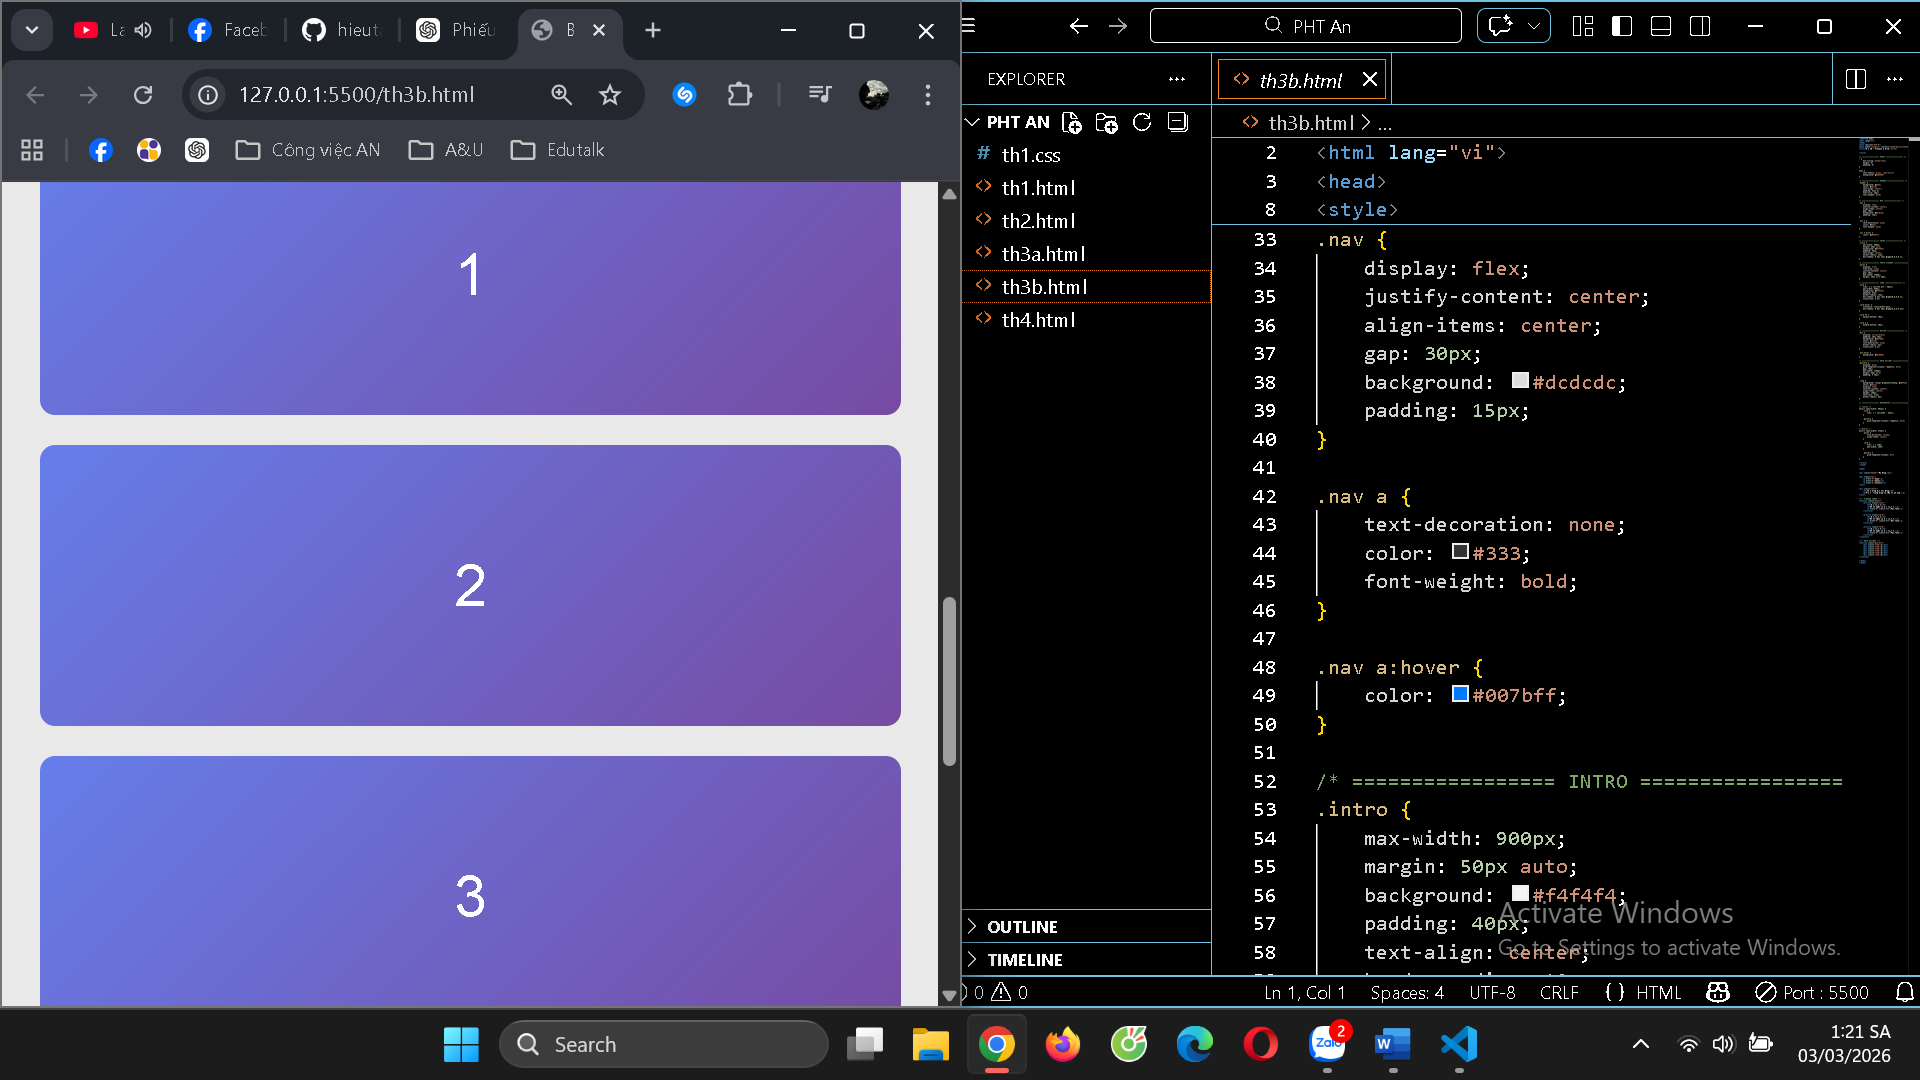 La
Faceb
hieuta
Phiếu
B
127.0.0.1:5500/th3b.html
Công việc AN
A&U
Edutalk
1
2
3
PHT An
EXPLORER
th3b.html
PHT AN
th3b.html > ...
# th1.css
<> th1.html
<> th2.html
<> th3a.html
<> th3b.html
<> th4.html
OUTLINE
TIMELINE
2 <html lang="vi">
3 <head>
8 <style>
33 .nav {
34 display: flex;
35 justify-content: center;
36 align-items: center;
37 gap: 30px;
38 background: #dcdcdc;
39 padding: 15px;
40 }
41
42 .nav a {
43 text-decoration: none;
44 color: #333;
45 font-weight: bold;
46 }
47
48 .nav a:hover {
49 color: #007bff;
50 }
51
52 /* ================= INTRO =================
53 .intro {
54 max-width: 900px;
55 margin: 50px auto;
56 background: #f4f4f4;
57 padding: 40px;
58 text-align: center;
Activate Windows
Go to Settings to activate Windows.
0 0
Ln 1, Col 1
Spaces: 4
UTF-8
CRLF
{ } HTML
Port : 5500
Search
Zalo
2
W
1:21 SA
03/03/2026